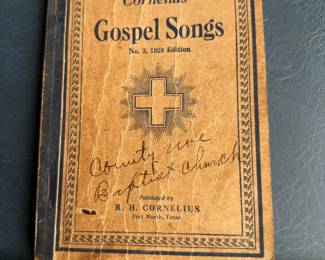 Cornelius
Gospel Songs
No. 3, 1928 Edition
County Line
Baptist Church
Published by
R. H. CORNELIUS
Fort Worth, Texas